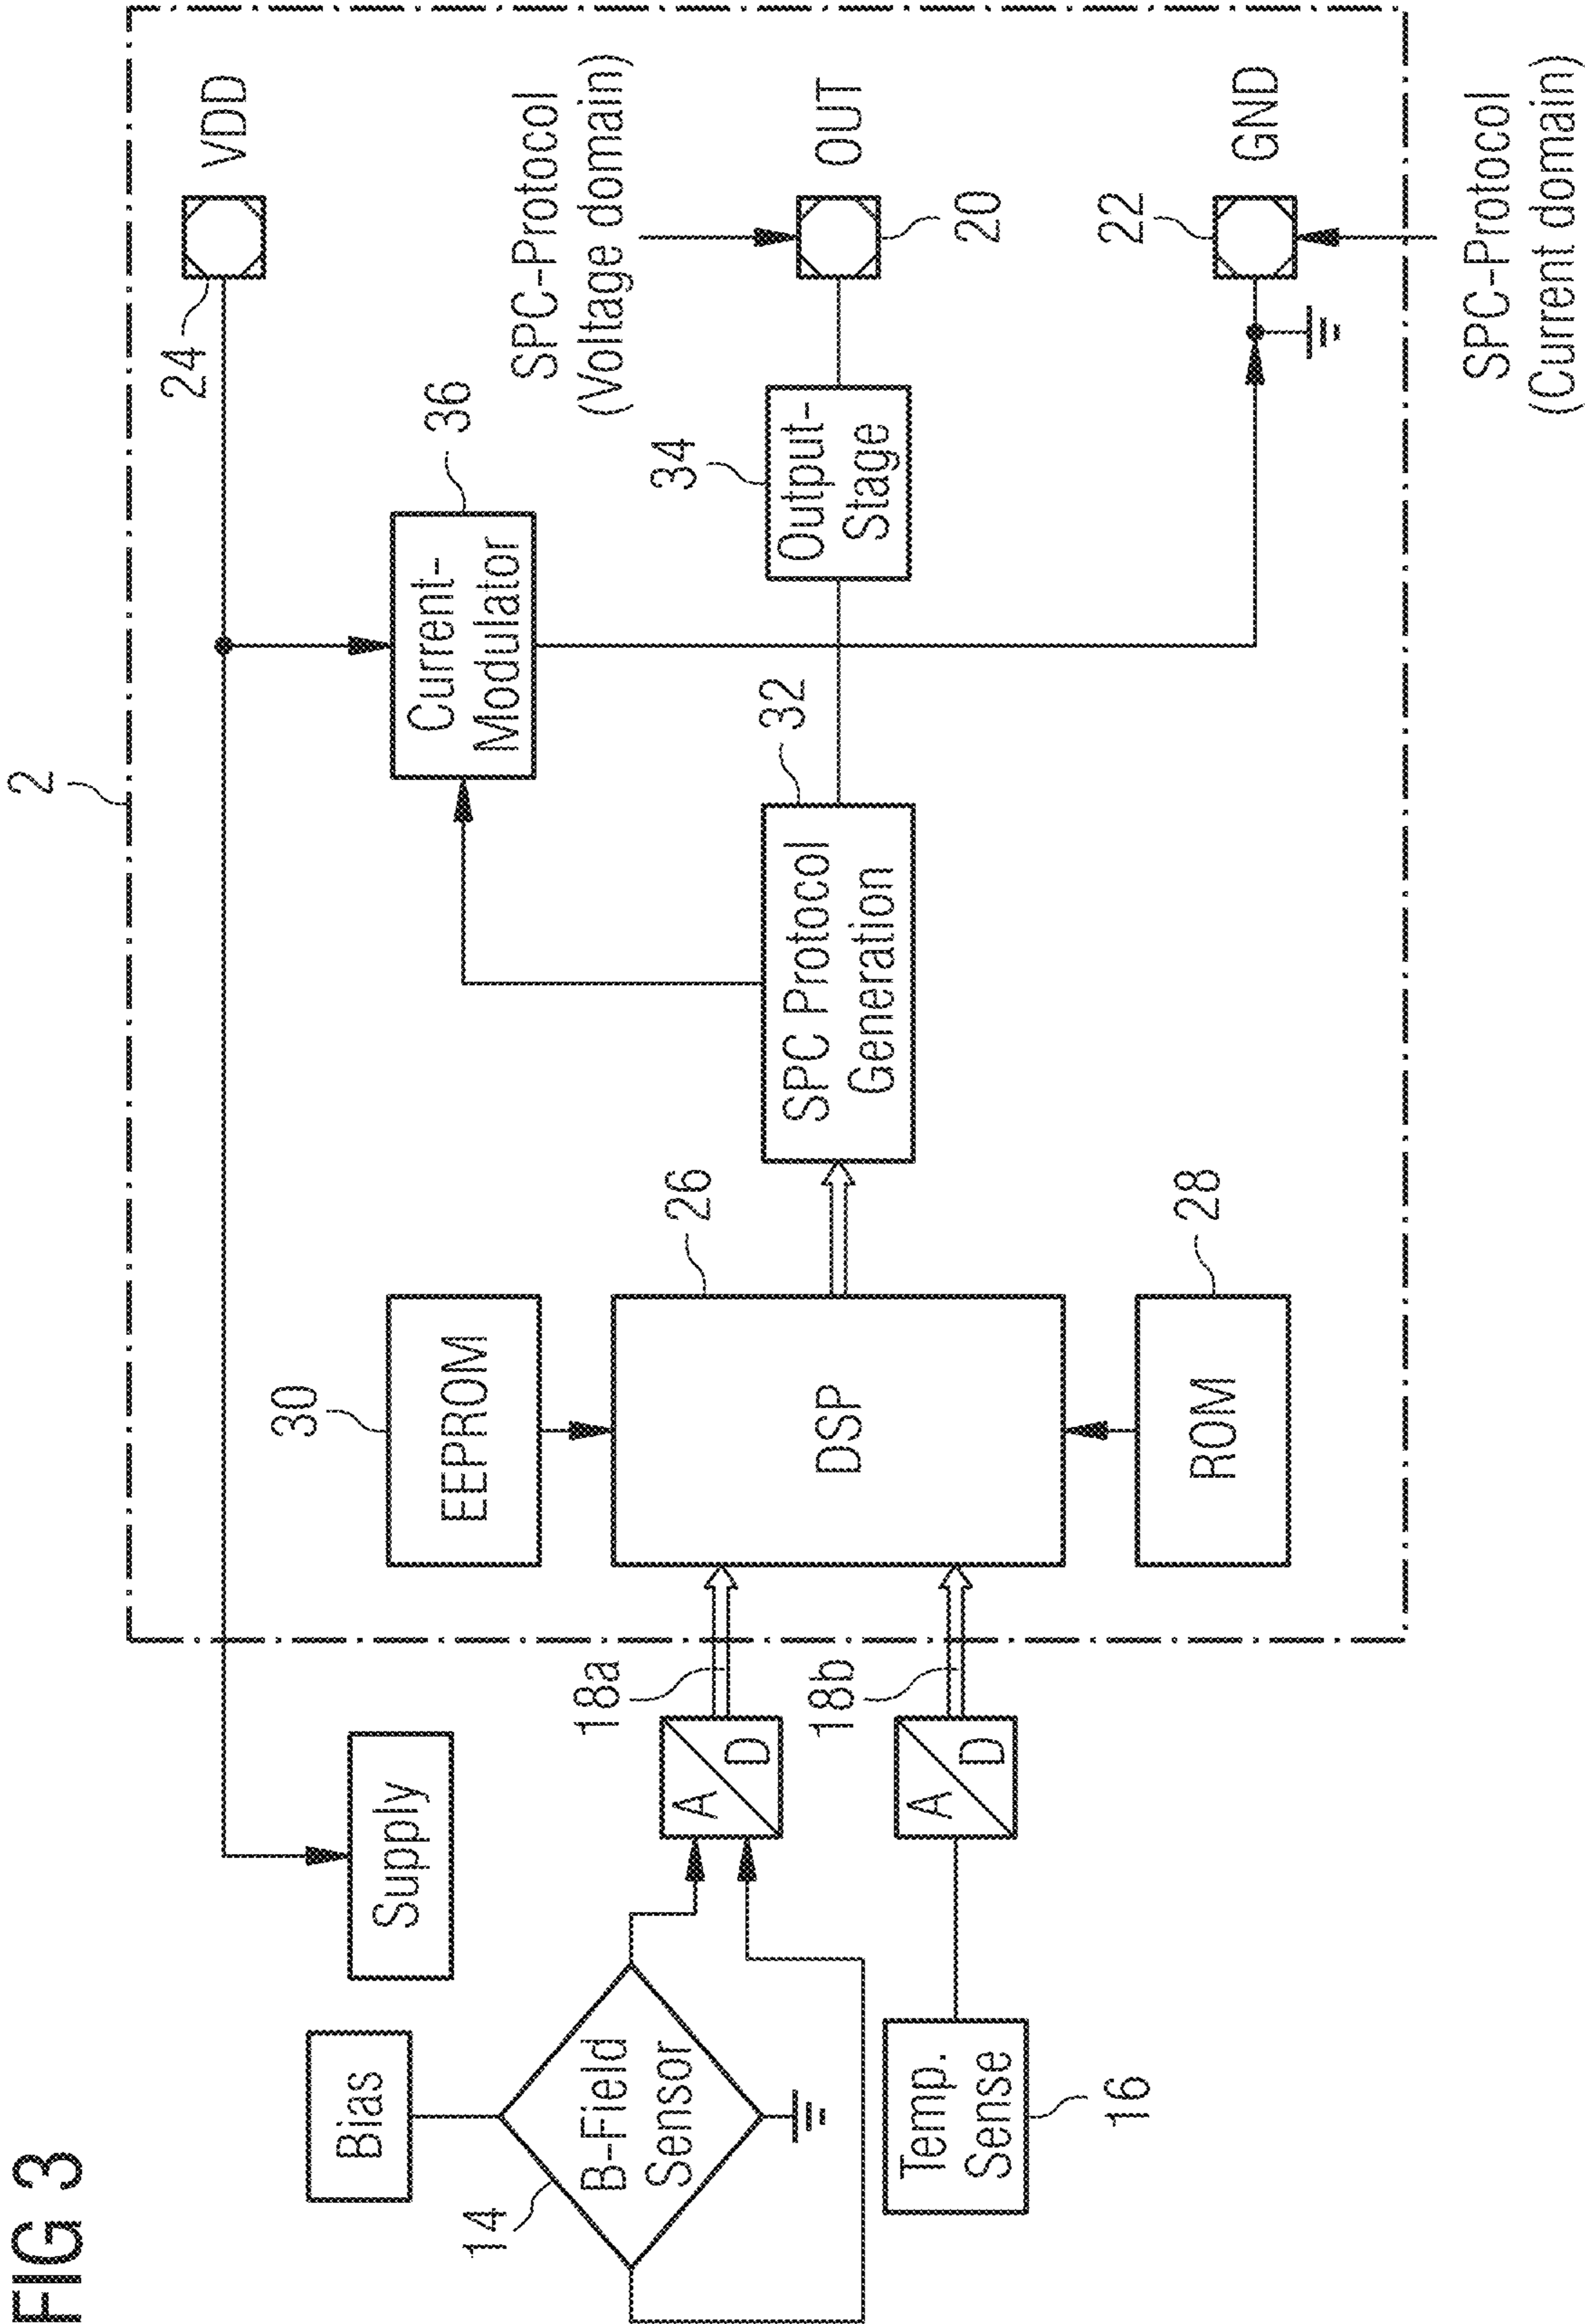 FIG 3
2
Bias
Supply
24
VDD
14
B-Field
Sensor
A
D
18a
30
EEPROM
26
DSP
36
Current-
Modulator
SPC-Protocol
(Voltage domain)
32
SPC Protocol
Generation
34
Output-
Stage
OUT
20
16
Temp.
Sense
A
D
18b
28
ROM
22
GND
SPC-Protocol
(Current domain)